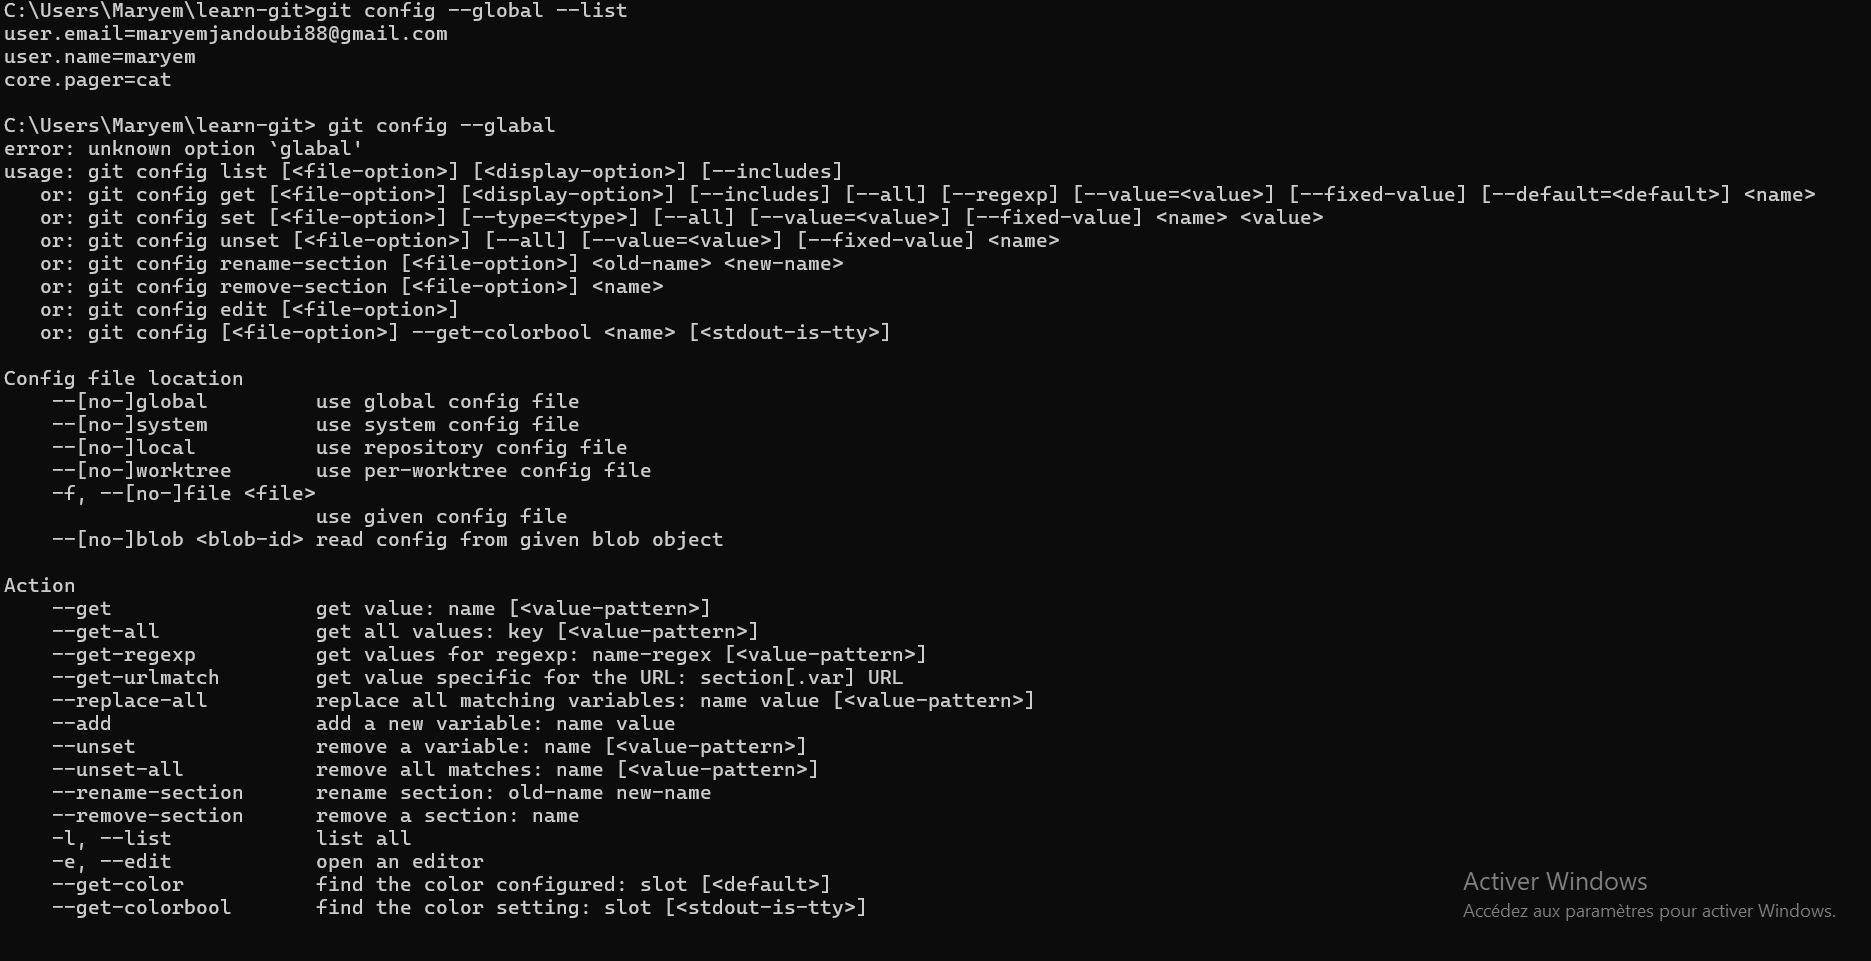 C:\Users\Maryem\learn-git>git config --global --list
user.email=maryemjandoubi88@gmail.com
user.name=maryem
core.pager=cat

C:\Users\Maryem\learn-git> git config --glabal
error: unknown option `glabal'
usage: git config list [<file-option>] [<display-option>] [--includes]
   or: git config get [<file-option>] [<display-option>] [--includes] [--all] [--regexp] [--value=<value>] [--fixed-value] [--default=<default>] <name>
   or: git config set [<file-option>] [--type=<type>] [--all] [--value=<value>] [--fixed-value] <name> <value>
   or: git config unset [<file-option>] [--all] [--value=<value>] [--fixed-value] <name>
   or: git config rename-section [<file-option>] <old-name> <new-name>
   or: git config remove-section [<file-option>] <name>
   or: git config edit [<file-option>]
   or: git config [<file-option>] --get-colorbool <name> [<stdout-is-tty>]

Config file location
    --[no-]global         use global config file
    --[no-]system         use system config file
    --[no-]local          use repository config file
    --[no-]worktree       use per-worktree config file
    -f, --[no-]file <file>
                          use given config file
    --[no-]blob <blob-id> read config from given blob object

Action
    --get                 get value: name [<value-pattern>]
    --get-all             get all values: key [<value-pattern>]
    --get-regexp          get values for regexp: name-regex [<value-pattern>]
    --get-urlmatch        get value specific for the URL: section[.var] URL
    --replace-all         replace all matching variables: name value [<value-pattern>]
    --add                 add a new variable: name value
    --unset               remove a variable: name [<value-pattern>]
    --unset-all           remove all matches: name [<value-pattern>]
    --rename-section      rename section: old-name new-name
    --remove-section      remove a section: name
    -l, --list            list all
    -e, --edit            open an editor
    --get-color           find the color configured: slot [<default>]
    --get-colorbool       find the color setting: slot [<stdout-is-tty>]
Activer Windows
Accédez aux paramètres pour activer Windows.